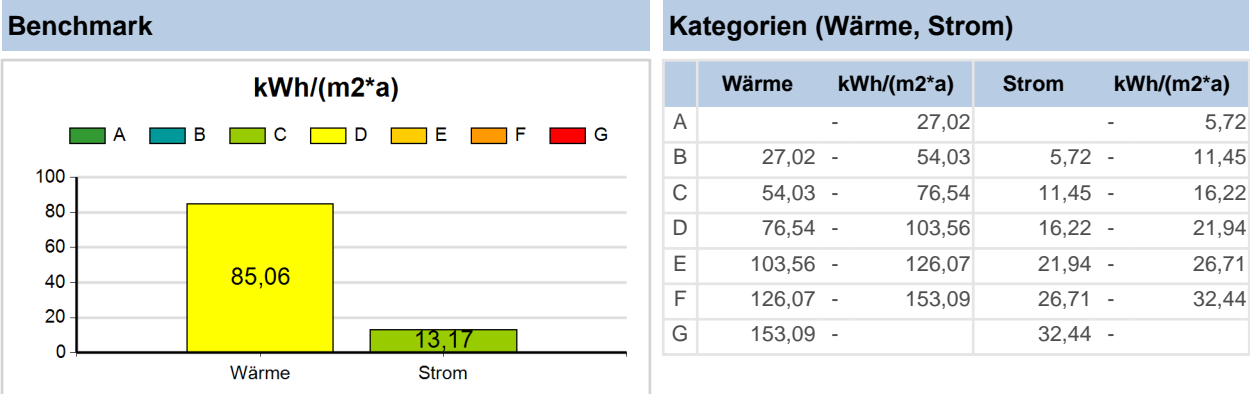 Benchmark
kWh/(m2*a)
A B C D E F G
100
80
60
40
20
0
85,06
13,17
Wärme Strom
Kategorien (Wärme, Strom)
Wärme kWh/(m2*a) Strom kWh/(m2*a)
A - 27,02 - 5,72
B 27,02 - 54,03 5,72 - 11,45
C 54,03 - 76,54 11,45 - 16,22
D 76,54 - 103,56 16,22 - 21,94
E 103,56 - 126,07 21,94 - 26,71
F 126,07 - 153,09 26,71 - 32,44
G 153,09 - 32,44 -